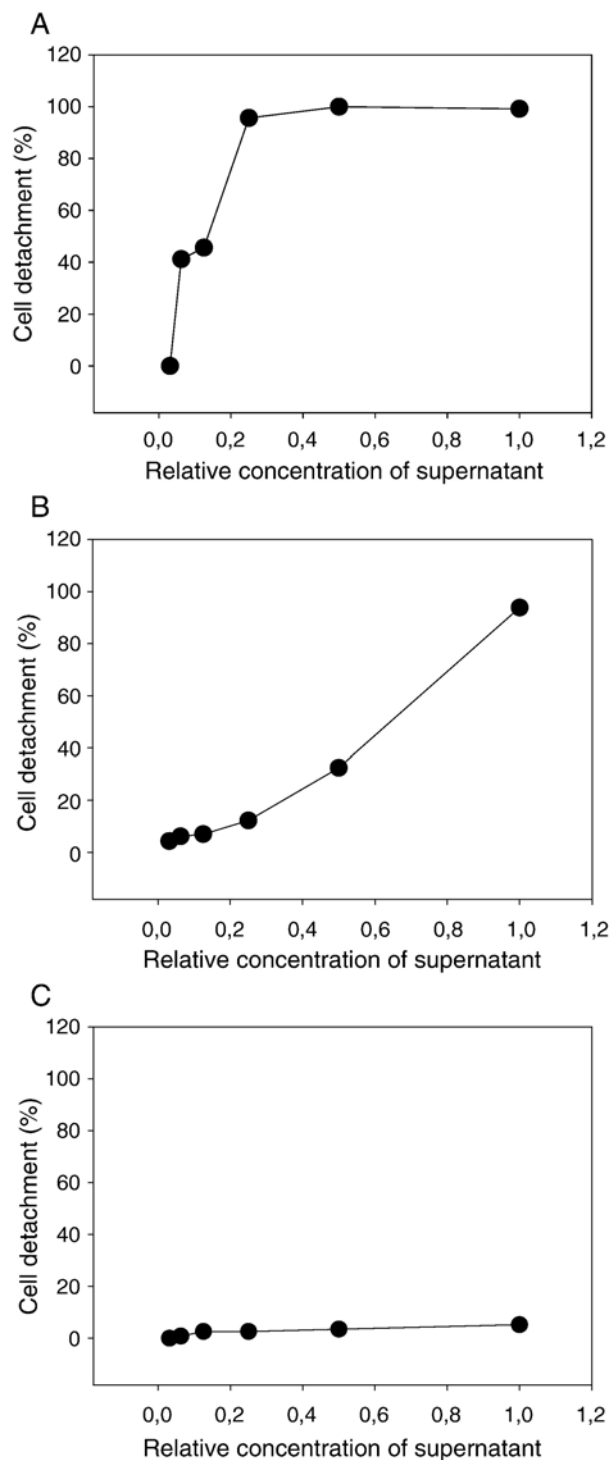 A
Cell detachment (%)
120
100
80
60
40
20
0
0,0 0,2 0,4 0,6 0,8 1,0 1,2
Relative concentration of supernatant
B
Cell detachment (%)
120
100
80
60
40
20
0
0,0 0,2 0,4 0,6 0,8 1,0 1,2
Relative concentration of supernatant
C
Cell detachment (%)
120
100
80
60
40
20
0
0,0 0,2 0,4 0,6 0,8 1,0 1,2
Relative concentration of supernatant